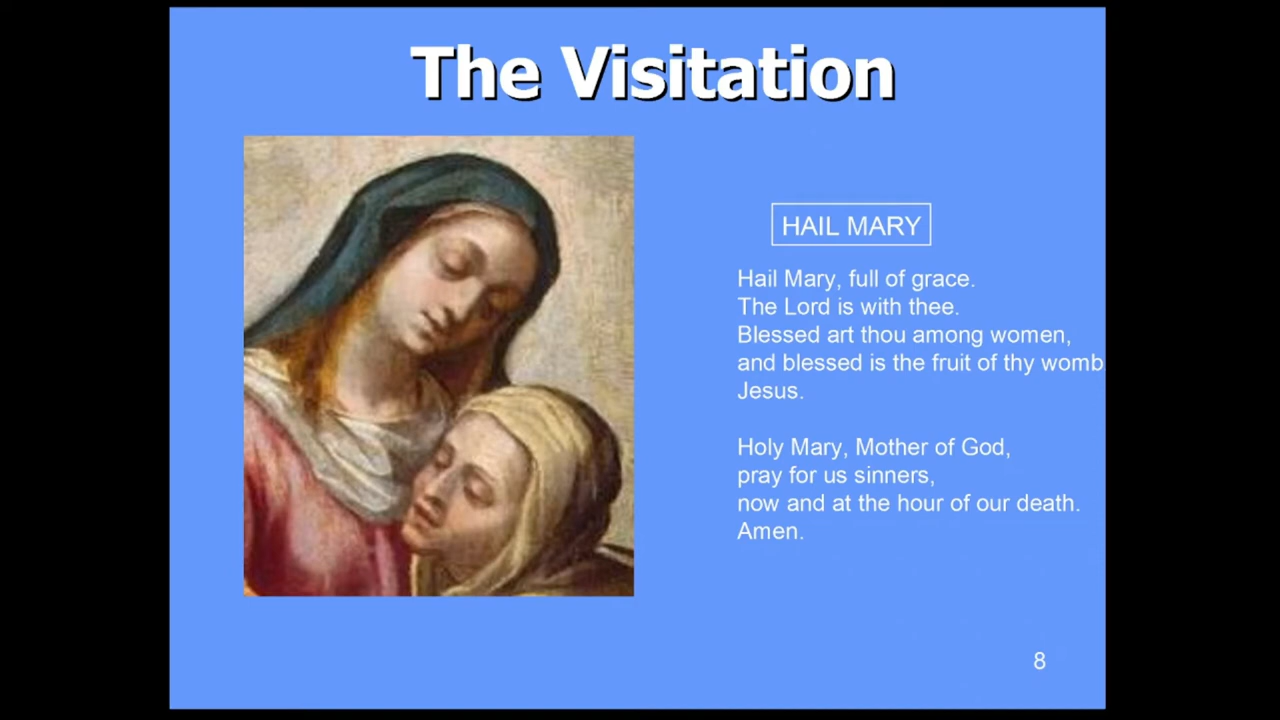 The Visitation
HAIL MARY
Hail Mary, full of grace.
The Lord is with thee.
Blessed art thou among women,
and blessed is the fruit of thy womb
Jesus.
Holy Mary, Mother of God,
pray for us sinners,
now and at the hour of our death.
Amen.
8